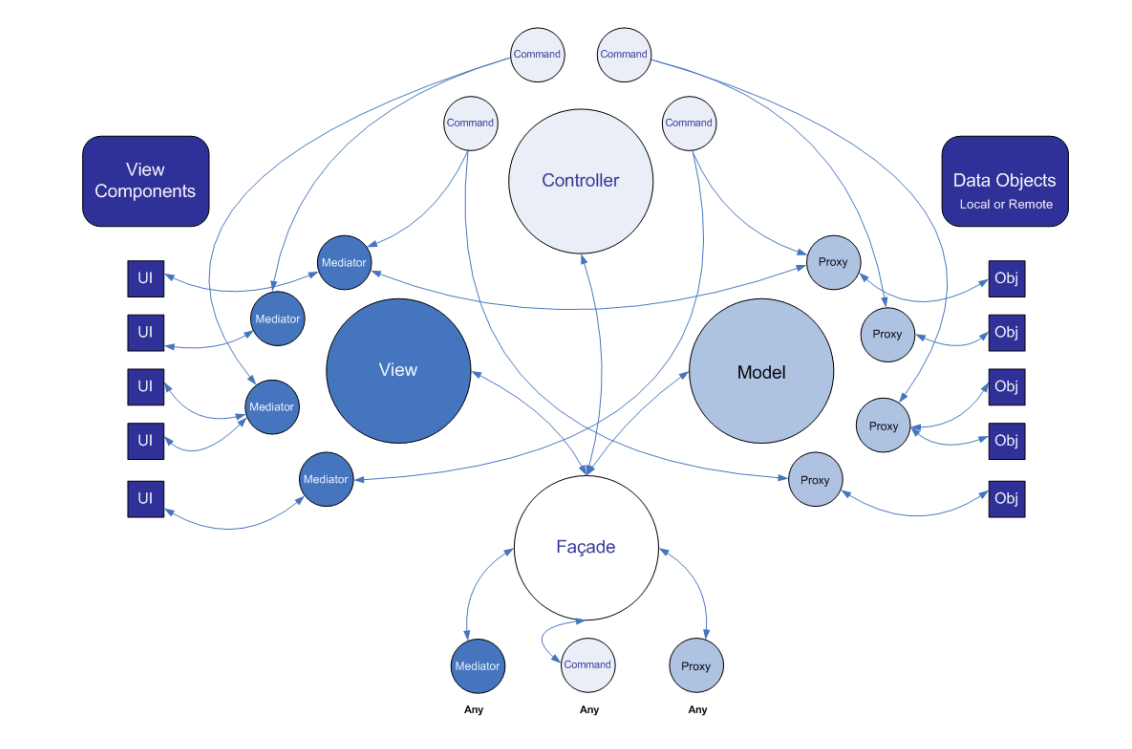 Command
Command
Command
Command
View
Components
Controller
Data Objects
Local or Remote
Mediator
Proxy
UI
Obj
Mediator
Proxy
UI
Obj
View
Model
UI
Obj
Mediator
Proxy
UI
Obj
Mediator
Proxy
UI
Obj
Façade
Mediator
Command
Proxy
Any
Any
Any